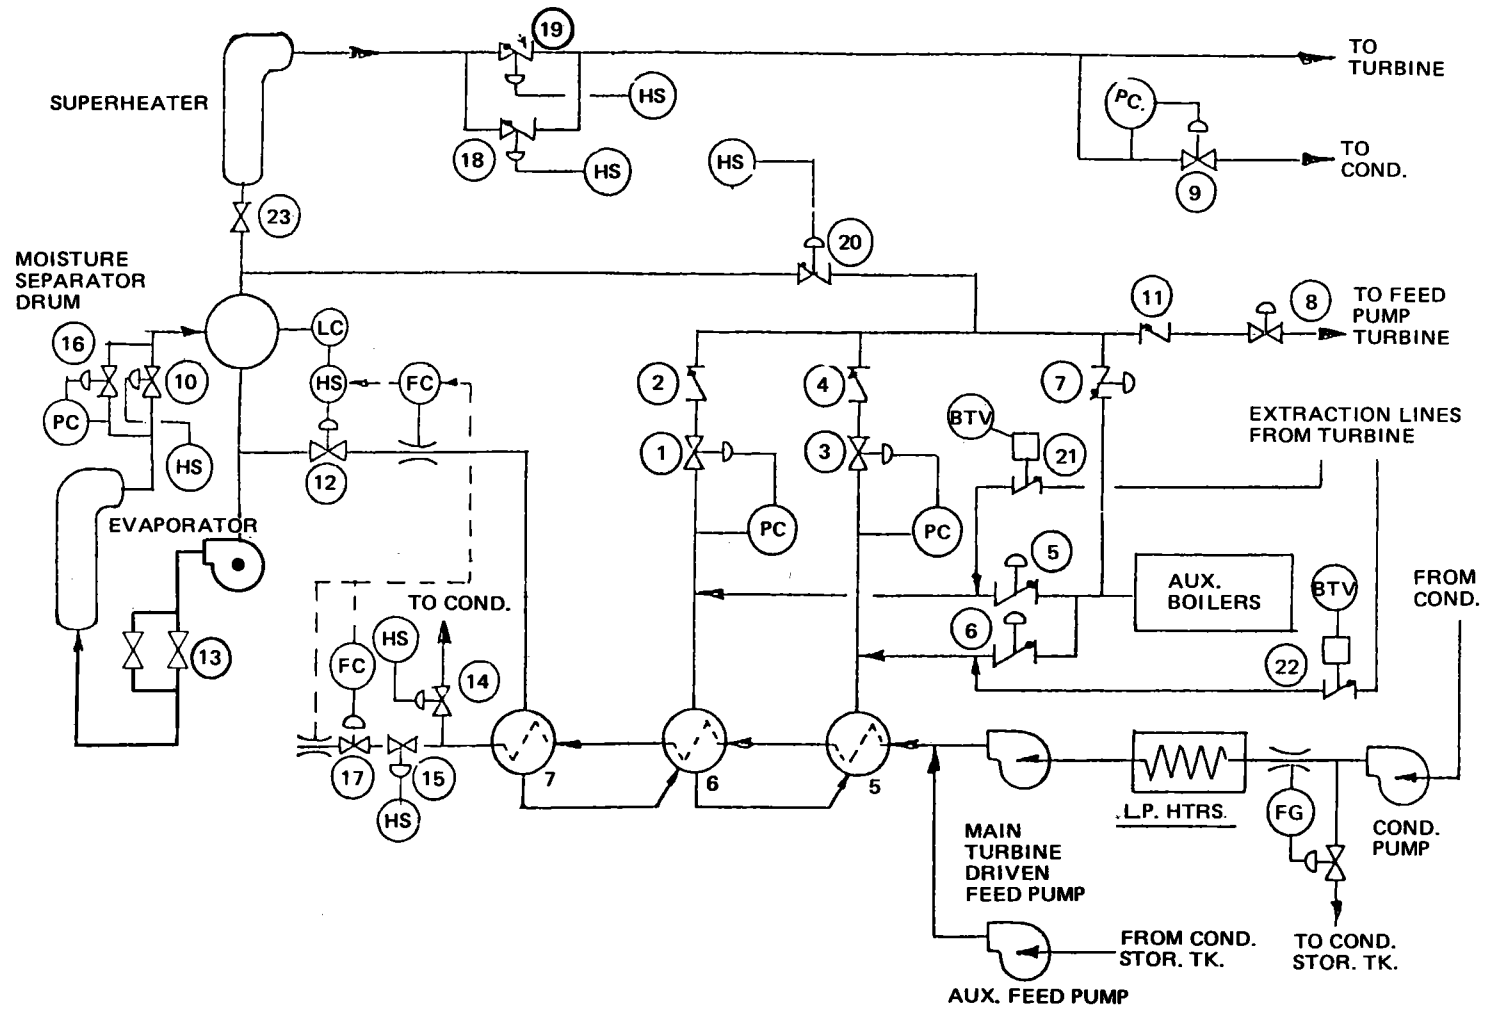 19
TO
TURBINE
SUPERHEATER
HS
PC.
18
HS
HS
TO
COND.
9
23
20
MOISTURE
SEPARATOR
DRUM
11
8
TO FEED
PUMP
TURBINE
LC
16
10
HS
FC
2
4
7
PC
BTV
EXTRACTION LINES
FROM TURBINE
HS
12
1
3
21
EVAPORATOR
PC
PC
5
AUX.
BOILERS
BTV
FROM
COND.
TO COND.
6
HS
13
FC
14
22
17
15
7
6
5
HS
L.P. HTRS.
FG
COND.
PUMP
MAIN
TURBINE
DRIVEN
FEED PUMP
FROM COND.
STOR. TK.
TO COND.
STOR. TK.
AUX. FEED PUMP